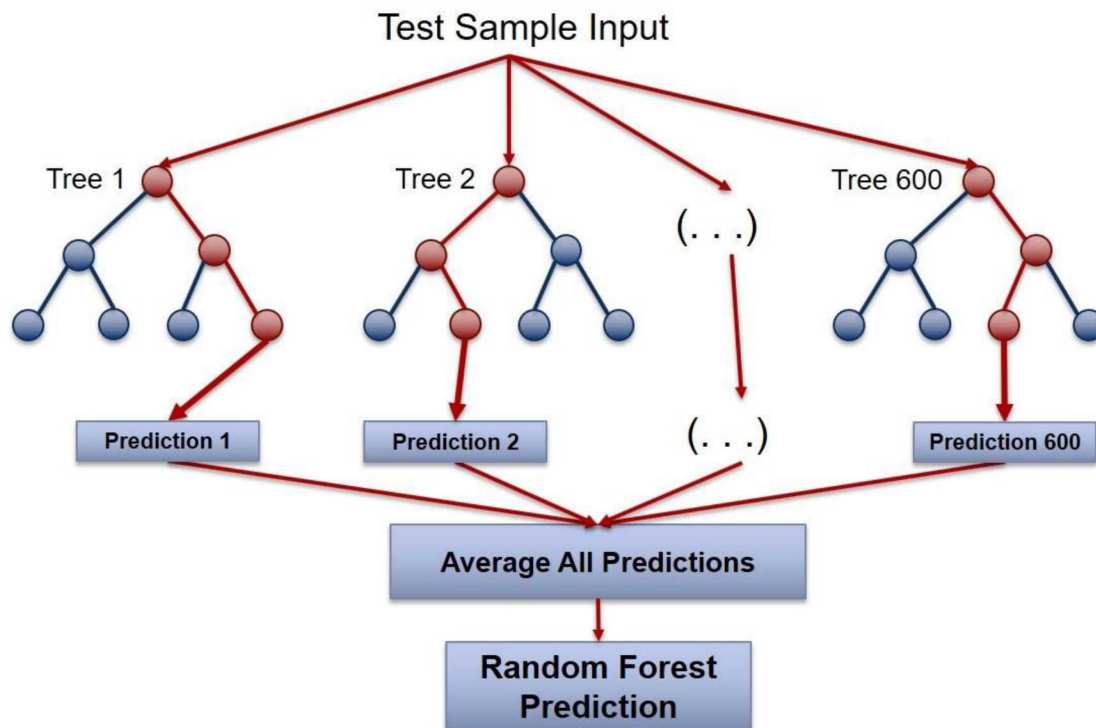 Test Sample Input
Tree 1
Tree 2
(. . .)
Tree 600
Prediction 1
Prediction 2
(. . .)
Prediction 600
Average All Predictions
Random Forest
Prediction